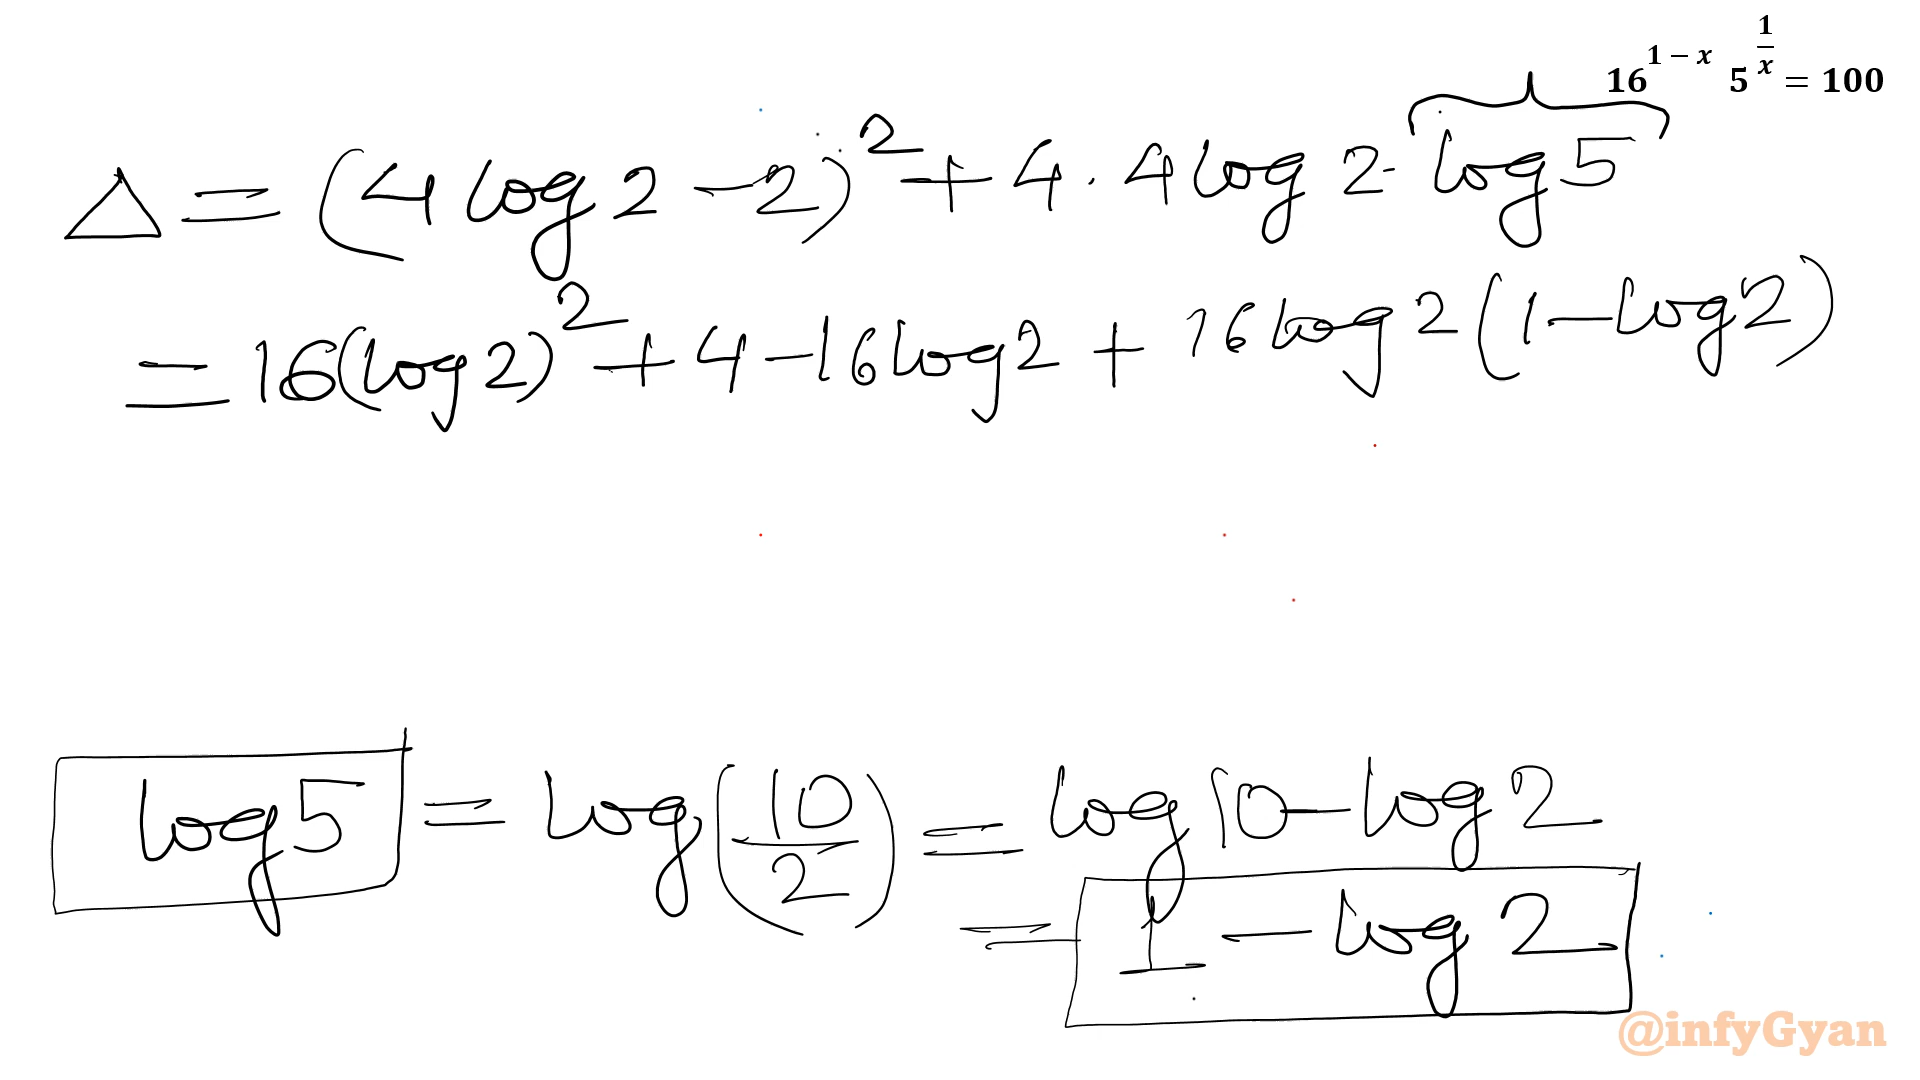 16^{1-x} 5^{\frac{1}{x}} = 100
Δ = (4 log 2 - 2)^2 + 4 . 4 log 2 · log 5
= 16(log 2)^2 + 4 - 16 log 2 + 16 log 2 (1 - log 2)
log 5 = log (\frac{10}{2}) = log 10 - log 2
= 1 - log 2
@infyGyan